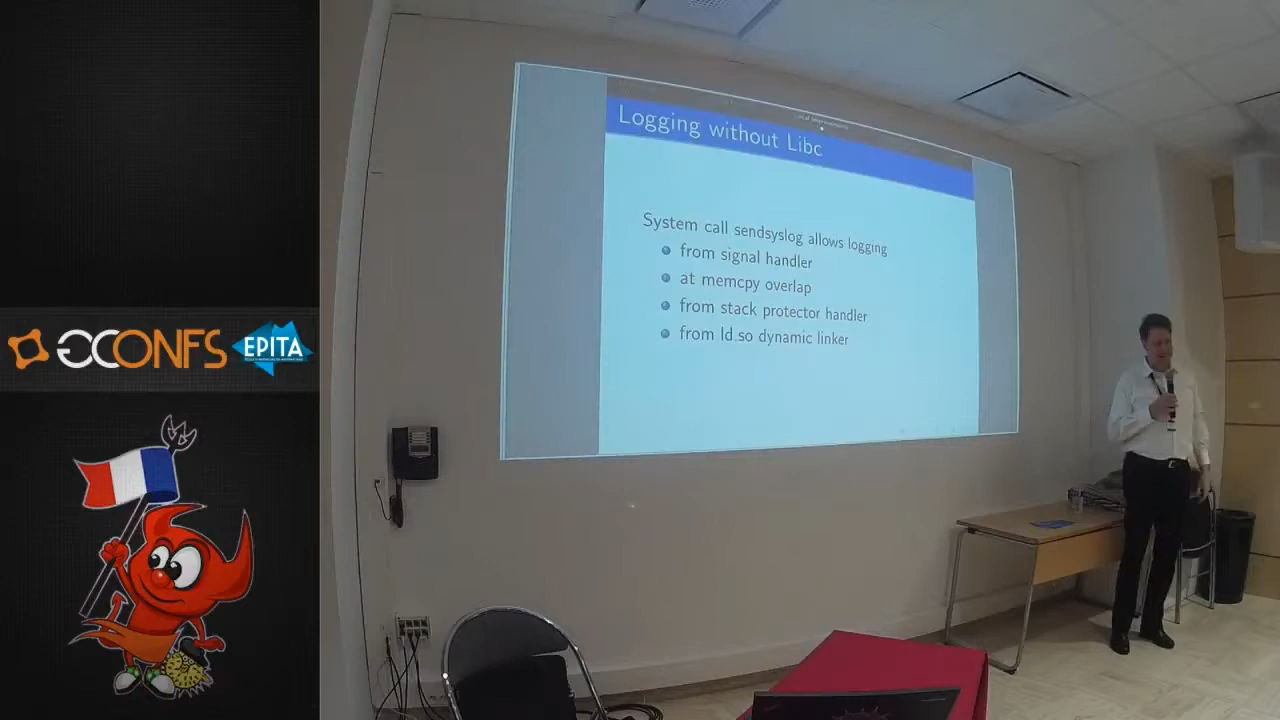 Logging without Libc
System call sendsyslog allows logging
from signal handler
at memcpy overlap
from stack protector handler
from ld.so dynamic linker
GCONFS
EPITA